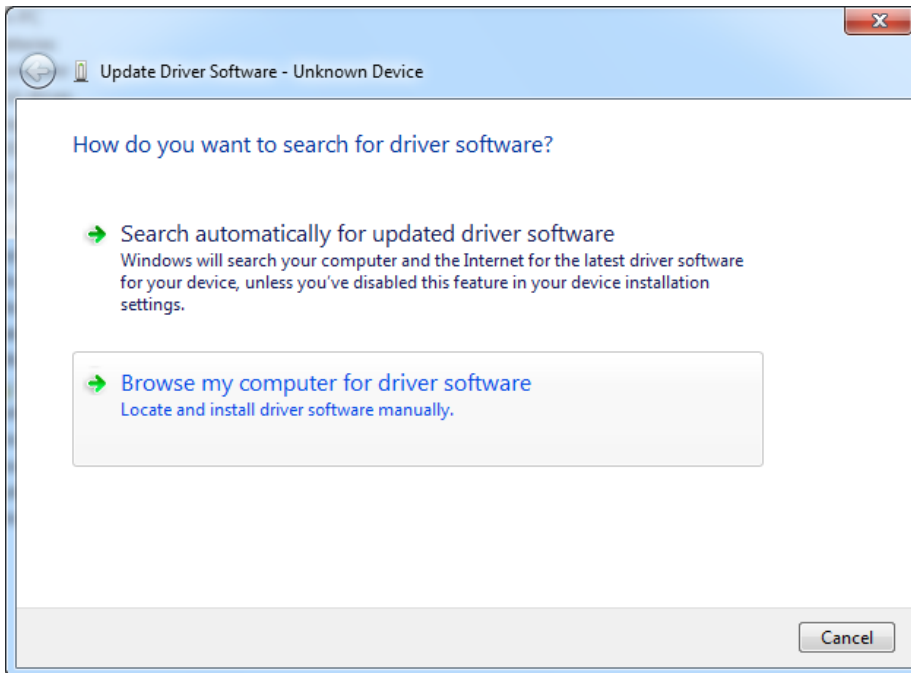 Update Driver Software - Unknown Device
How do you want to search for driver software?
Search automatically for updated driver software
Windows will search your computer and the Internet for the latest driver software
for your device, unless you've disabled this feature in your device installation
settings.
Browse my computer for driver software
Locate and install driver software manually.
Cancel